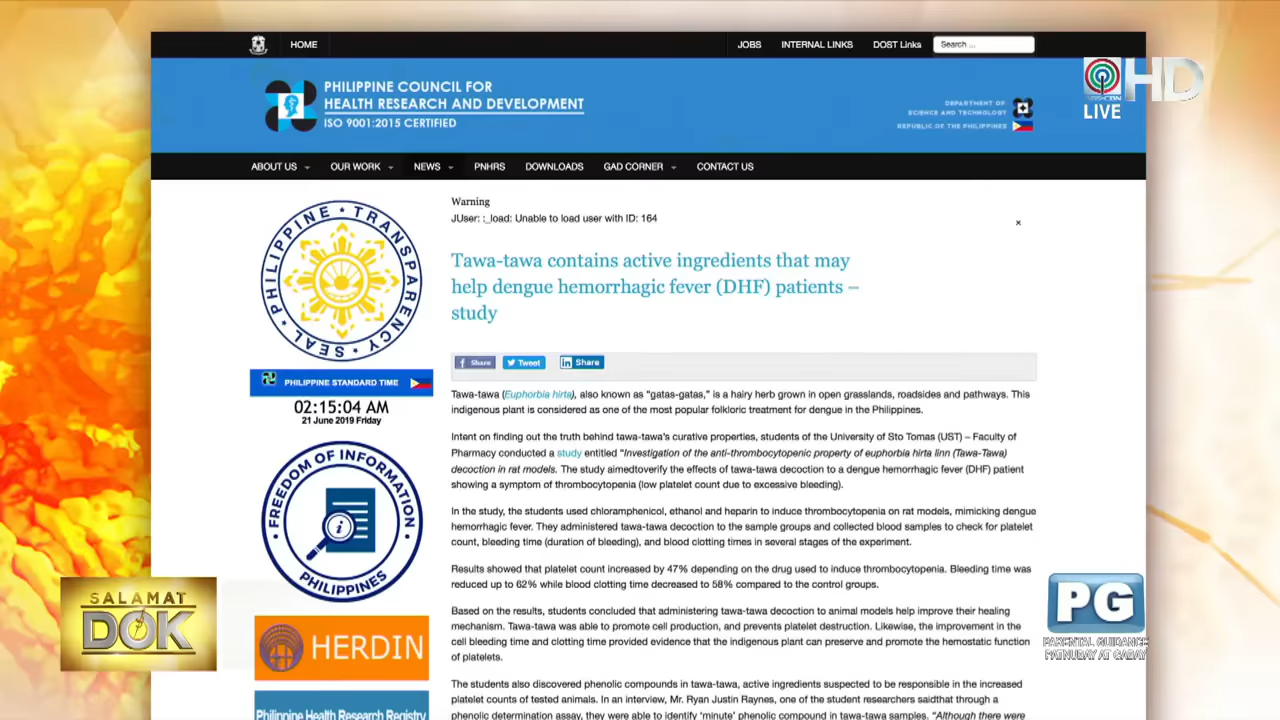 HOME
JOBS INTERNAL LINKS DOST Links Search ...
PHILIPPINE COUNCIL FOR
HEALTH RESEARCH AND DEVELOPMENT
ISO 9001:2015 CERTIFIED
DEPARTMENT OF
SCIENCE AND TECHNOLOGY
REPUBLIC OF THE PHILIPPINES
HD
LIVE
ABOUT US OUR WORK NEWS PNHRS DOWNLOADS GAD CORNER CONTACT US
PHILIPPINE TRANSPARENCY SEAL
PHILIPPINE STANDARD TIME
02:15:04 AM
21 June 2019 Friday
FREEDOM OF INFORMATION
i
PHILIPPINES
HERDIN
Philippine Health Research Registry
Warning
JUser: :_load: Unable to load user with ID: 164
×
Tawa-tawa contains active ingredients that may
help dengue hemorrhagic fever (DHF) patients –
study
f Share Tweet in Share
Tawa-tawa (Euphorbia hirta), also known as “gatas-gatas,” is a hairy herb grown in open grasslands, roadsides and pathways. This
indigenous plant is considered as one of the most popular folkloric treatment for dengue in the Philippines.
Intent on finding out the truth behind tawa-tawa’s curative properties, students of the University of Sto Tomas (UST) – Faculty of
Pharmacy conducted a study entitled “Investigation of the anti-thrombocytopenic property of euphorbia hirta linn (Tawa-Tawa)
decoction in rat models. The study aimedtoverify the effects of tawa-tawa decoction to a dengue hemorrhagic fever (DHF) patient
showing a symptom of thrombocytopenia (low platelet count due to excessive bleeding).
In the study, the students used chloramphenicol, ethanol and heparin to induce thrombocytopenia on rat models, mimicking dengue
hemorrhagic fever. They administered tawa-tawa decoction to the sample groups and collected blood samples to check for platelet
count, bleeding time (duration of bleeding), and blood clotting times in several stages of the experiment.
Results showed that platelet count increased by 47% depending on the drug used to induce thrombocytopenia. Bleeding time was
reduced up to 62% while blood clotting time decreased to 58% compared to the control groups.
Based on the results, students concluded that administering tawa-tawa decoction to animal models help improve their healing
mechanism. Tawa-tawa was able to promote cell production, and prevents platelet destruction. Likewise, the improvement in the
cell bleeding time and clotting time provided evidence that the indigenous plant can preserve and promote the hemostatic function
of platelets.
The students also discovered phenolic compounds in tawa-tawa, active ingredients suspected to be responsible in the increased
platelet counts of tested animals. In an interview, Mr. Ryan Justin Raynes, one of the student researchers saidthat through a
phenolic determination assay, they were able to identify ‘minute’ phenolic compound in tawa-tawa samples. “Although there were
SALAMAT
DOK
PG
PARENTAL GUIDANCE
PATNUBAY AT GABAY